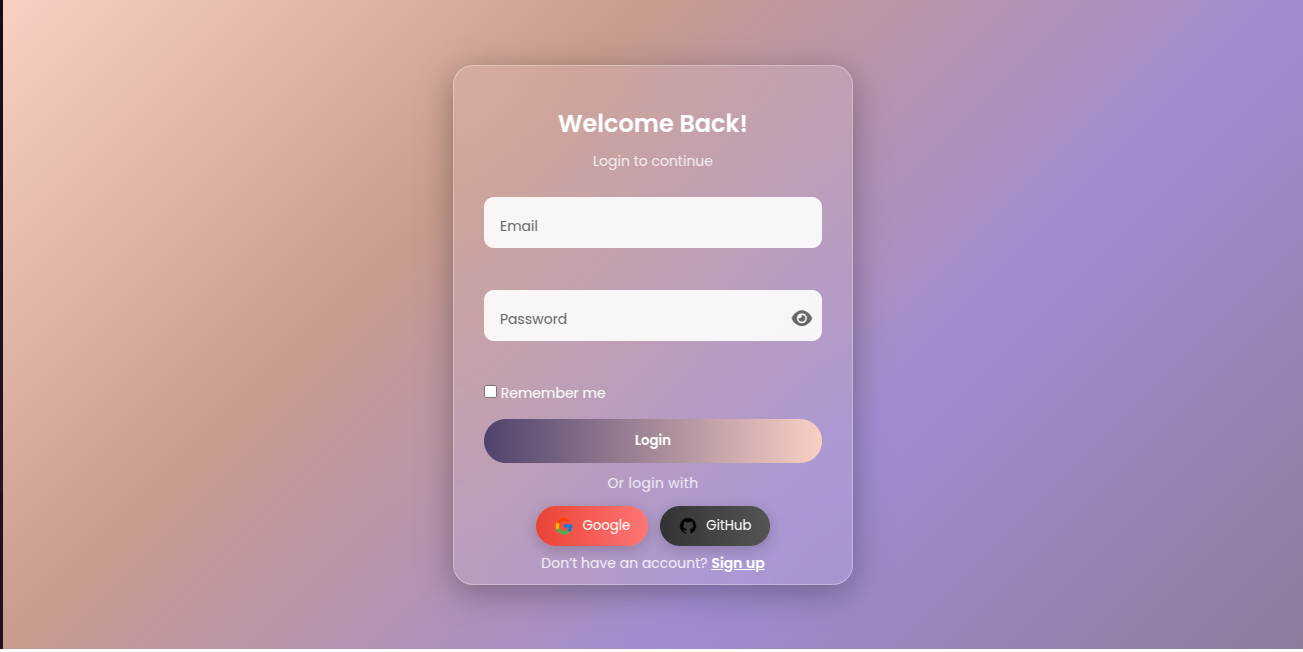 Welcome Back!
Login to continue
Email
Password
Remember me
Login
Or login with
Google GitHub
Don't have an account? Sign up